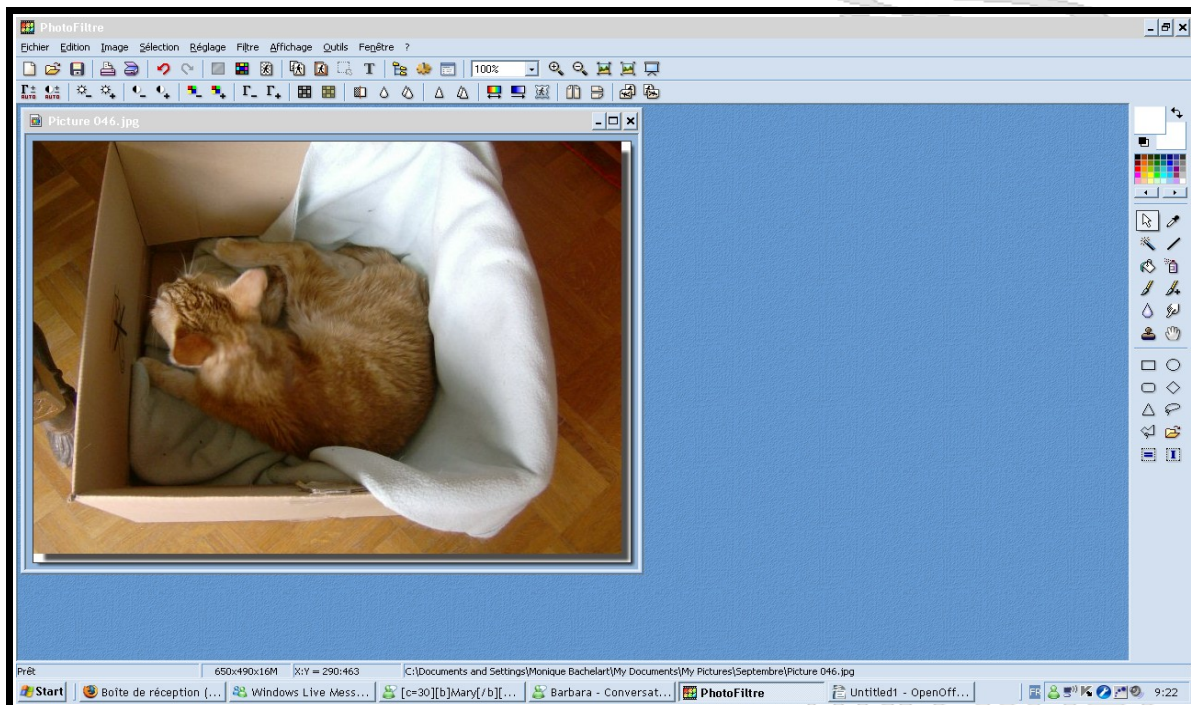 PhotoFiltre
Fichier Edition Image Sélection Réglage Filtre Affichage Outils Fenêtre ?
T 100%
AUTO AUTO
Picture 046.jpg
Prêt 650x490x16M X:Y = 290:463 C:\Documents and Settings\Monique Bachelart\My Documents\My Pictures\Septembre\Picture 046.jpg
Start Boîte de réception (... Windows Live Mess... [c=30][b]Mary[/b][... Barbara - Conversat... PhotoFiltre Untitled1 - OpenOff... 9:22